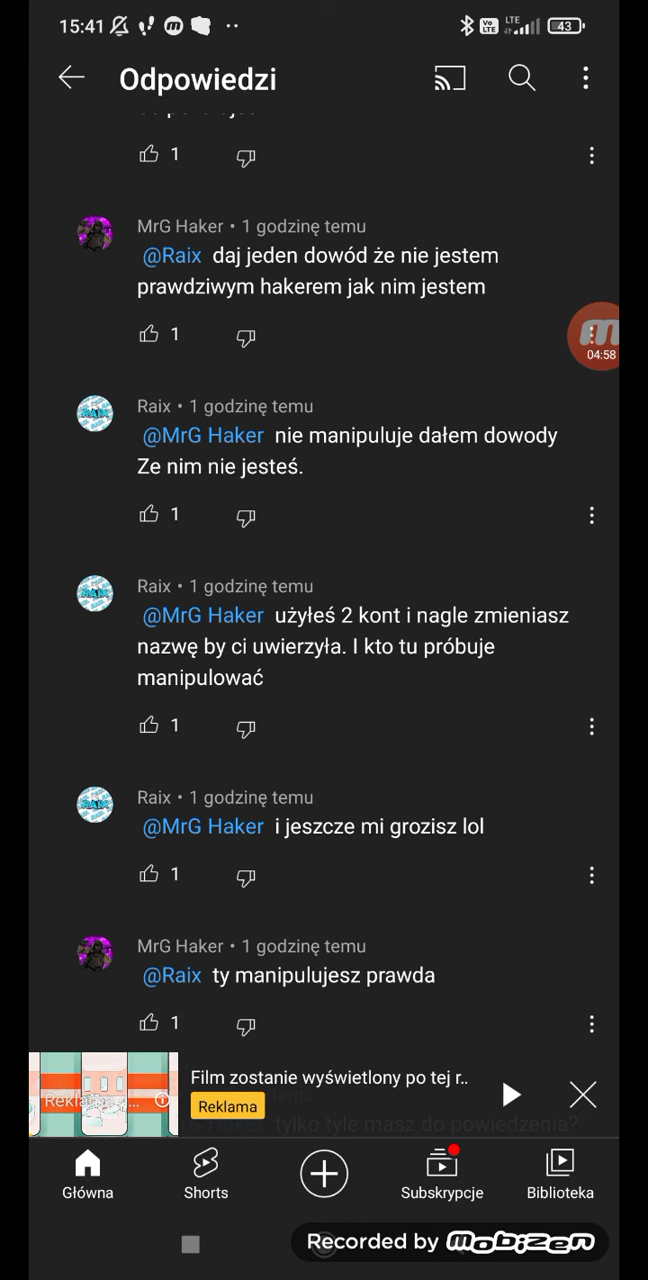 15:41
LTE
43
Odpowiedzi
1
MrG Haker • 1 godzinę temu
@Raix daj jeden dowód że nie jestem
prawdziwym hakerem jak nim jestem
1
04:58
Raix • 1 godzinę temu
@MrG Haker nie manipuluje dałem dowody
Ze nim nie jesteś.
1
Raix • 1 godzinę temu
@MrG Haker użyłeś 2 kont i nagle zmieniasz
nazwę by ci uwierzyła. I kto tu próbuje
manipulować
1
Raix • 1 godzinę temu
@MrG Haker i jeszcze mi grozisz lol
1
MrG Haker • 1 godzinę temu
@Raix ty manipulujesz prawda
1
Film zostanie wyświetlony po tej r..
Reklama
Haker tylko tyle masz do powiedzenia?
Główna
Shorts
Subskrypcje
Biblioteka
Recorded by mobizen